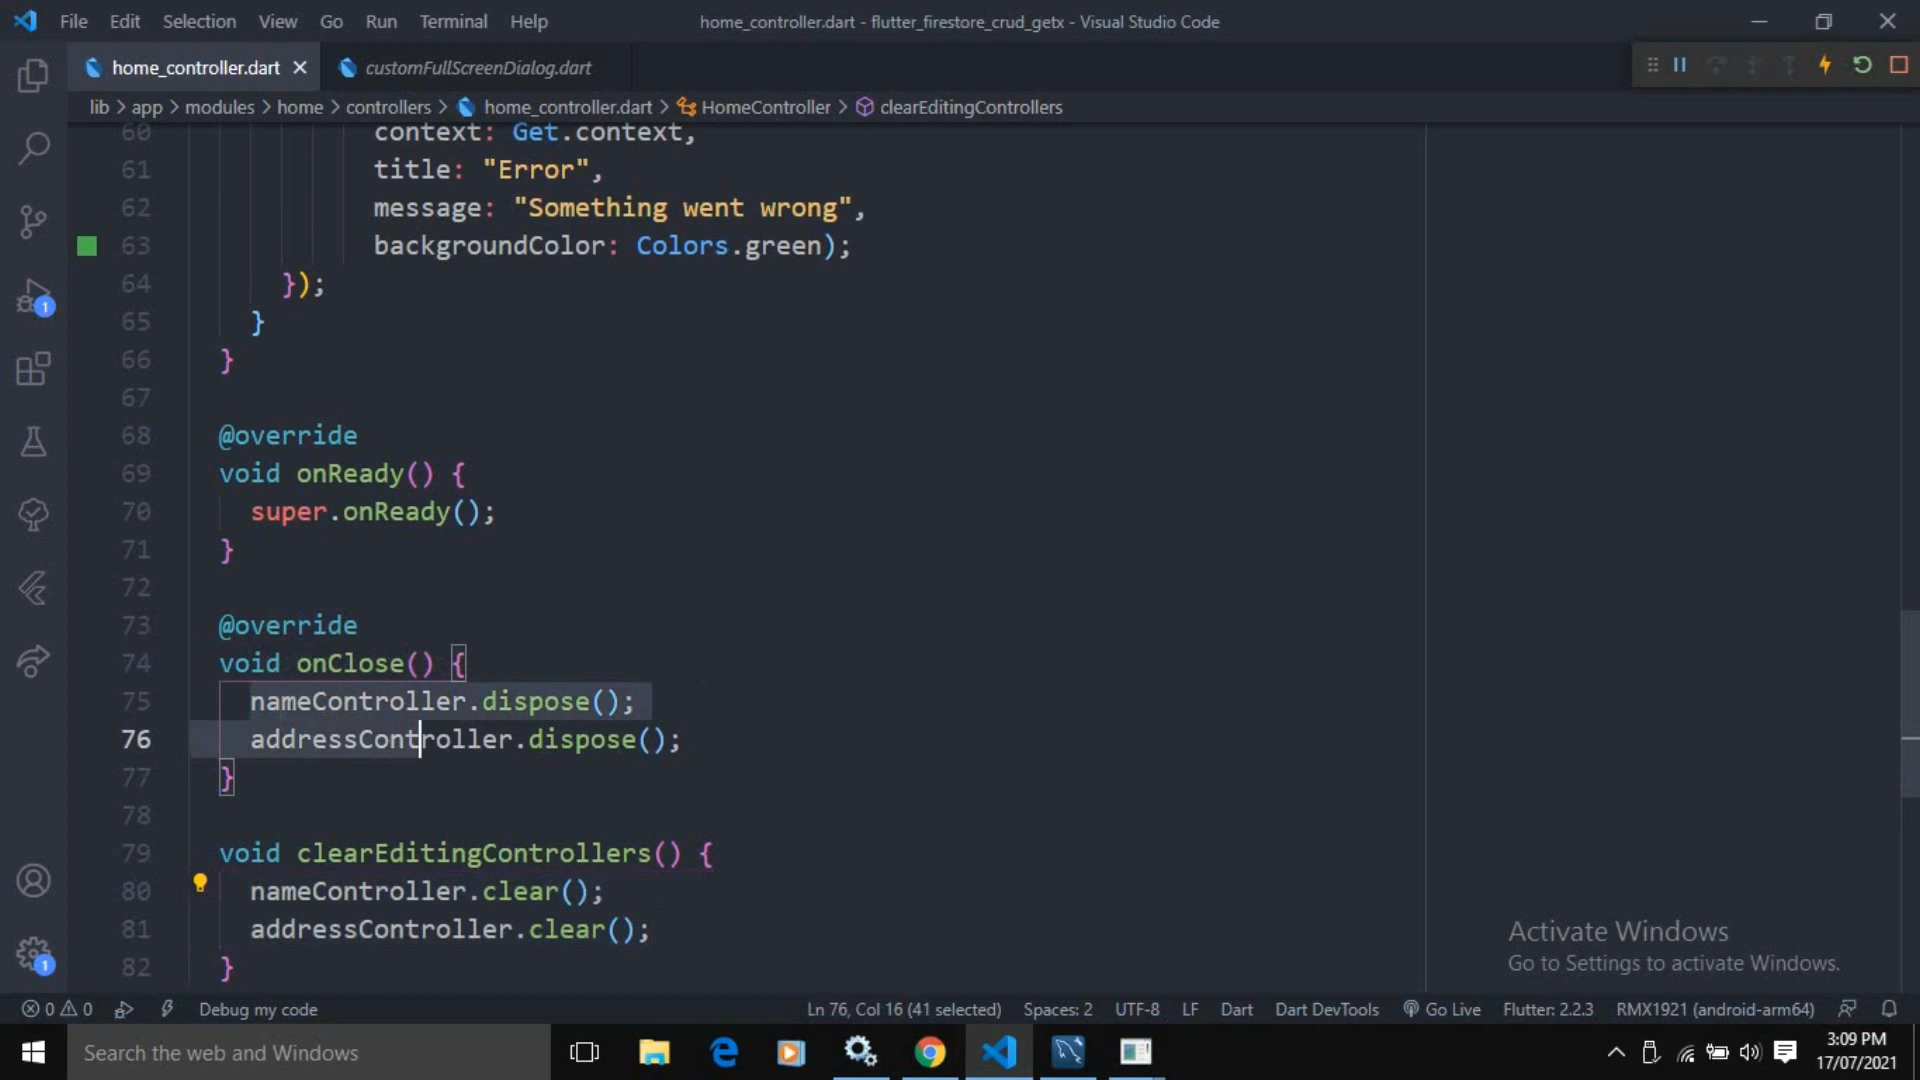 File Edit Selection View Go Run Terminal Help home_controller.dart - flutter_firestore_crud_getx - Visual Studio Code
home_controller.dart customFullScreenDialog.dart
lib > app > modules > home > controllers > home_controller.dart > HomeController > clearEditingControllers
60 context: Get.context,
61 title: "Error",
62 message: "Something went wrong",
63 backgroundColor: Colors.green);
64 });
65 }
66 }
67
68 @override
69 void onReady() {
70 super.onReady();
71 }
72
73 @override
74 void onClose() {
75 nameController.dispose();
76 addressController.dispose();
77 }
78
79 void clearEditingControllers() {
80 nameController.clear();
81 addressController.clear();
82 }
1
1
Activate Windows
Go to Settings to activate Windows.
0 0 Debug my code Ln 76, Col 16 (41 selected) Spaces: 2 UTF-8 LF Dart Dart DevTools Go Live Flutter: 2.2.3 RMX1921 (android-arm64)
Search the web and Windows
3:09 PM
17/07/2021